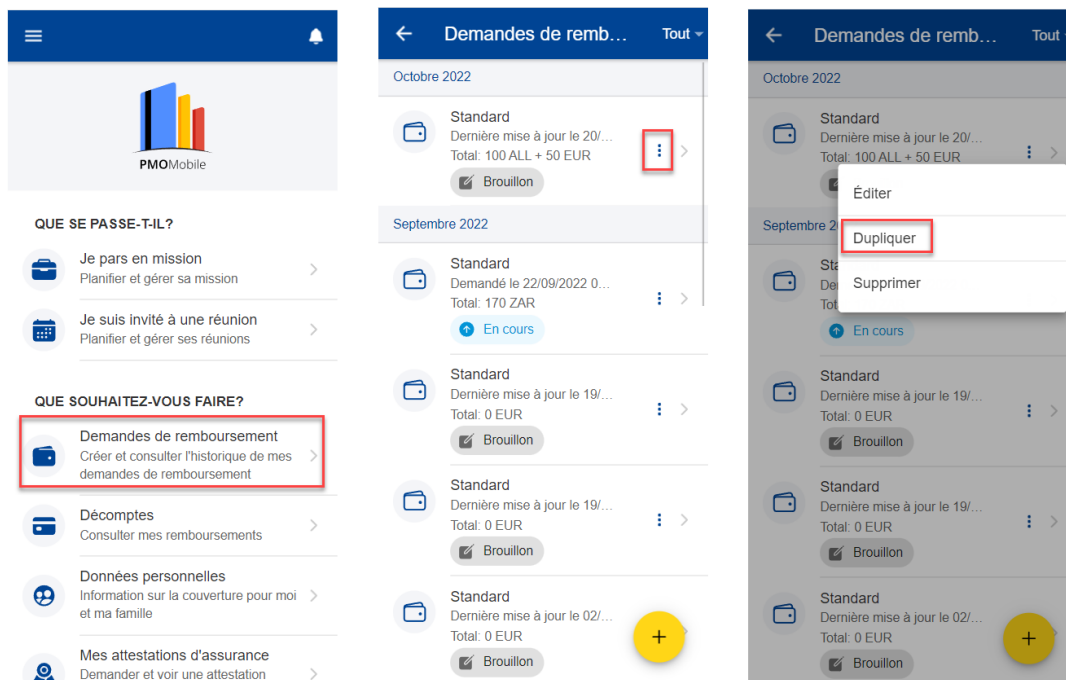 PMOMobile
QUE SE PASSE-T-IL?
Je pars en mission
Planifier et gérer sa mission
Je suis invité à une réunion
Planifier et gérer ses réunions
QUE SOUHAITEZ-VOUS FAIRE?
Demandes de remboursement
Créer et consulter l'historique de mes
demandes de remboursement
Décomptes
Consulter mes remboursements
Données personnelles
Information sur la couverture pour moi
et ma famille
Mes attestations d'assurance
Demander et voir une attestation
Demandes de remb... Tout
Octobre 2022
Standard
Dernière mise à jour le 20/...
Total: 100 ALL + 50 EUR
Brouillon
Septembre 2022
Standard
Demandé le 22/09/2022 0...
Total: 170 ZAR
En cours
Standard
Dernière mise à jour le 19/...
Total: 0 EUR
Brouillon
Standard
Dernière mise à jour le 19/...
Total: 0 EUR
Brouillon
Standard
Dernière mise à jour le 02/...
Total: 0 EUR
Brouillon
Demandes de remb... Tout
Octobre 2022
Standard
Dernière mise à jour le 20/...
Total: 100 ALL + 50 EUR
Éditer
Septembre 2
Dupliquer
Sta
De
Supprimer
Tot
En cours
Standard
Dernière mise à jour le 19/...
Total: 0 EUR
Brouillon
Standard
Dernière mise à jour le 19/...
Total: 0 EUR
Brouillon
Standard
Dernière mise à jour le 02/...
Total: 0 EUR
Brouillon